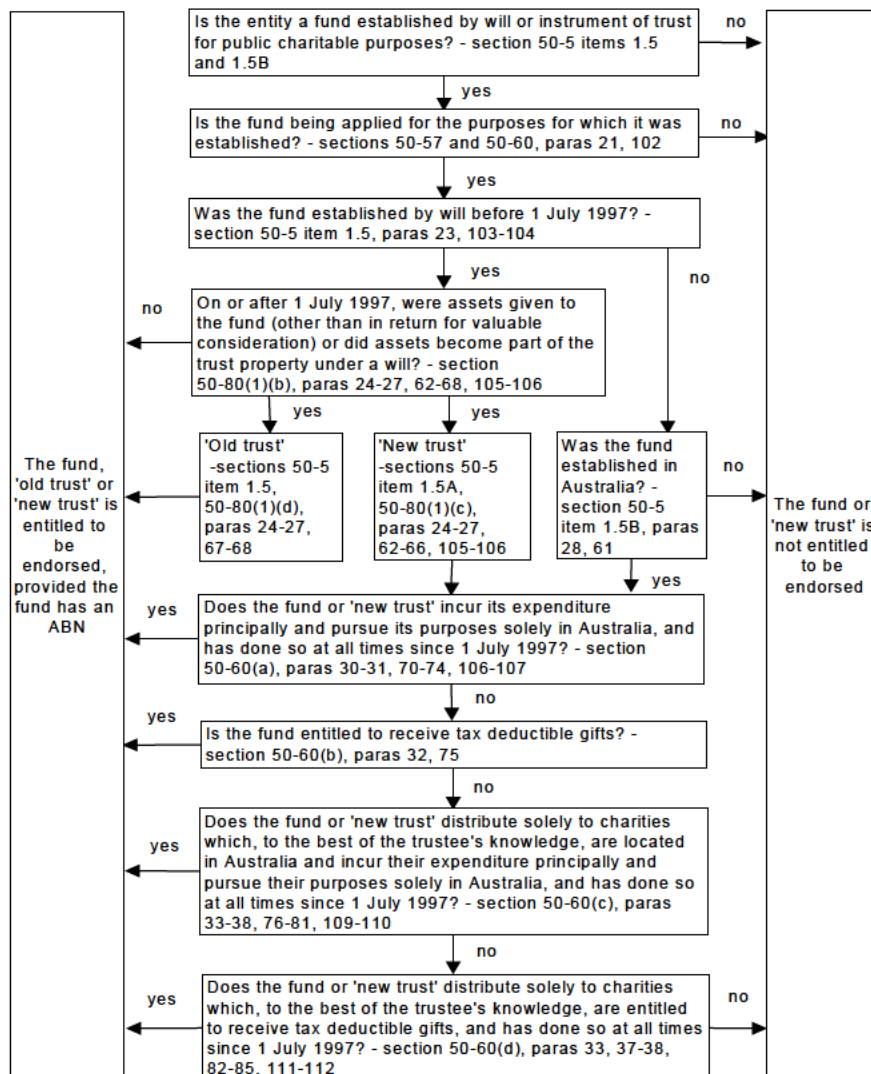 Is the entity a fund established by will or instrument of trust
for public charitable purposes? - section 50-5 items 1.5
and 1.5B
no
yes
Is the fund being applied for the purposes for which it was
established? - sections 50-57 and 50-60, paras 21, 102
no
yes
Was the fund established by will before 1 July 1997? -
section 50-5 item 1.5, paras 23, 103-104
yes
no
no
On or after 1 July 1997, were assets given to
the fund (other than in return for valuable
consideration) or did assets become part of the
trust property under a will? - section
50-80(1)(b), paras 24-27, 62-68, 105-106
yes
yes
'Old trust'
-sections 50-5
item 1.5,
50-80(1)(d),
paras 24-27,
67-68
'New trust'
-sections 50-5
item 1.5A,
50-80(1)(c),
paras 24-27,
62-66, 105-106
Was the fund
established in
Australia? -
section 50-5
item 1.5B, paras
28, 61
no
yes
The fund,
'old trust' or
'new trust' is
entitled to
be
endorsed,
provided the
fund has an
ABN
The fund or
'new trust' is
not entitled
to be
endorsed
yes
Does the fund or 'new trust' incur its expenditure
principally and pursue its purposes solely in Australia, and
has done so at all times since 1 July 1997? - section
50-60(a), paras 30-31, 70-74, 106-107
no
yes
Is the fund entitled to receive tax deductible gifts? -
section 50-60(b), paras 32, 75
no
yes
Does the fund or 'new trust' distribute solely to charities
which, to the best of the trustee's knowledge, are located
in Australia and incur their expenditure principally and
pursue their purposes solely in Australia, and has done so
at all times since 1 July 1997? - section 50-60(c), paras
33-38, 76-81, 109-110
no
yes
Does the fund or 'new trust' distribute solely to charities
which, to the best of the trustee's knowledge, are entitled
to receive tax deductible gifts, and has done so at all times
since 1 July 1997? - section 50-60(d), paras 33, 37-38,
82-85, 111-112
no